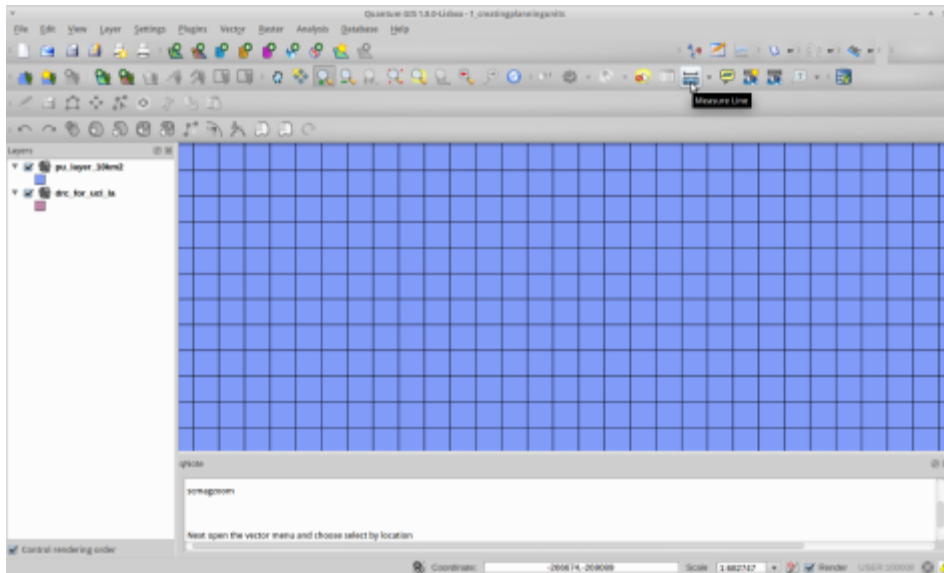 Quantum GIS 1.8.0-Lisboa - 1_creatingplanningunits
File Edit View Layer Settings Plugins Vector Raster Analysis Database Help
Measure Line
Layers
pu_layer_10km2
drc_for_ucl_la
qNote
somagzoom
Next open the vector menu and choose select by location
Control rendering order
Coordinate:
Scale
Render